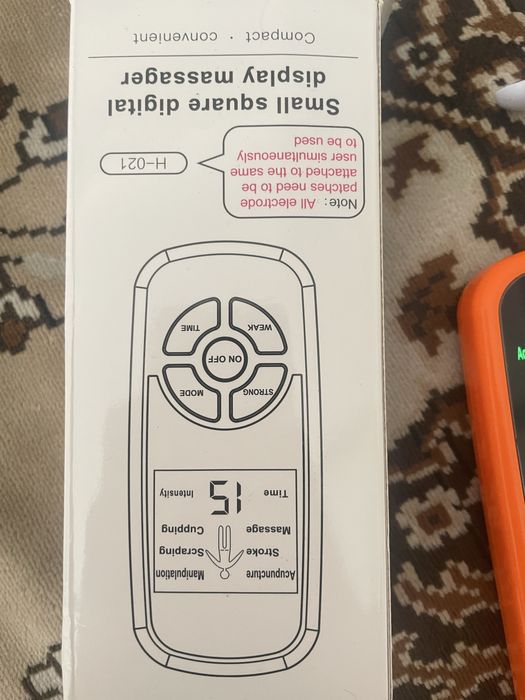 Acupuncture Manipulation
Stroke Scraping
Massage Cupping
Time 15 Intensity
STRONG MODE
ON OFF
WEAK TIME
Note: All electrode
patches need to be
attached to the same
user simultaneously
to be used
H-021
Small square digital
display massager
Compact · convenient